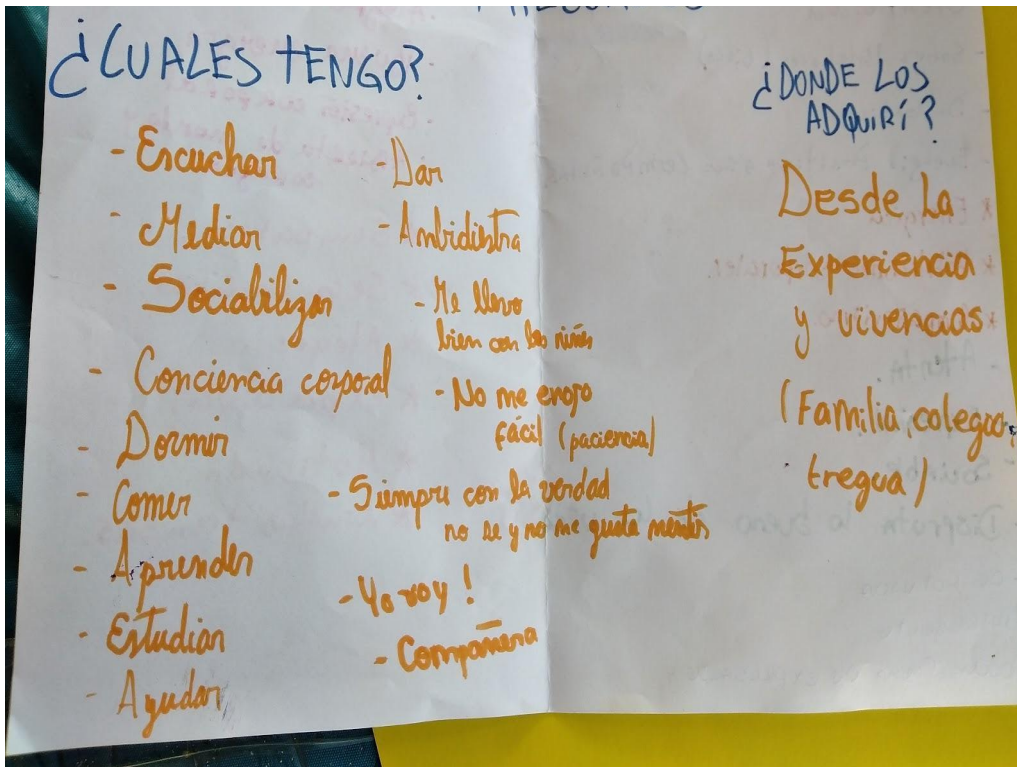 ¿CUALES TENGO?
- Escuchar
- Mediar
- Sociabilizar
- Conciencia corporal
- Dormir
- Comer
- Aprender
- Estudiar
- Ayudar
- Dar
- Ambidiestra
- Me llevo
bien con los niños
- No me enojo
fácil (paciencia)
- Siempre con la verdad
no se y no me gusta mentir
- Yo voy!
- Compañera
¿DONDE LOS
ADQUIRÍ?
Desde La
Experiencia
y vivencias
(Familia, colegao,
tregua)